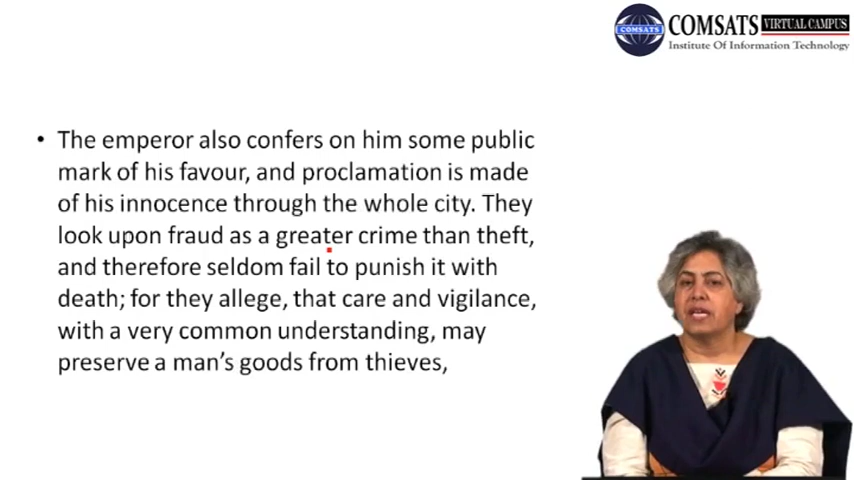 COMSATS VIRTUAL CAMPUS
COMSATS
Institute Of Information Technology
• The emperor also confers on him some public
mark of his favour, and proclamation is made
of his innocence through the whole city. They
look upon fraud as a greater crime than theft,
and therefore seldom fail to punish it with
death; for they allege, that care and vigilance,
with a very common understanding, may
preserve a man's goods from thieves,